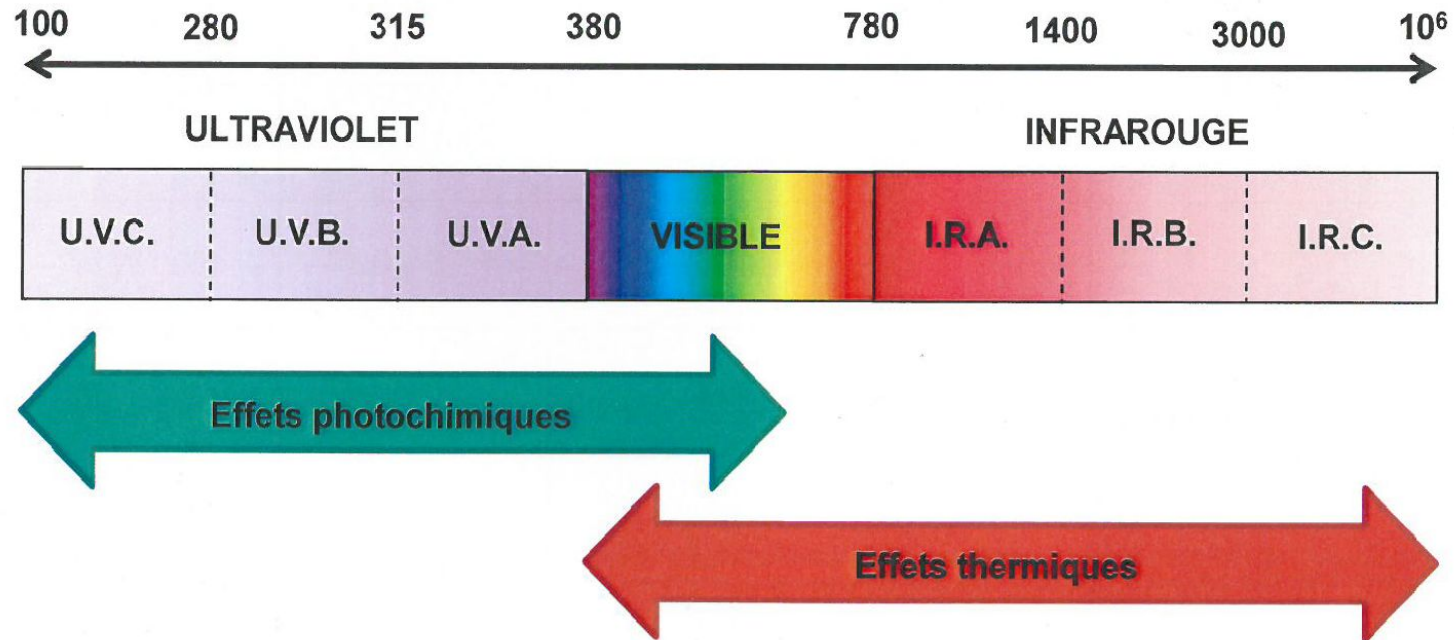 100 280 315 380 780 1400 3000 10⁶
ULTRAVIOLET INFRAROUGE
U.V.C. U.V.B. U.V.A. VISIBLE I.R.A. I.R.B. I.R.C.
Effets photochimiques
Effets thermiques